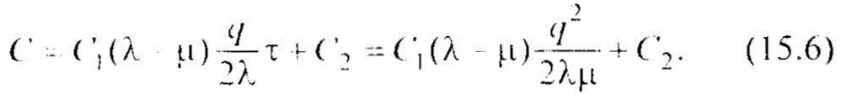 C = C₁(λ - μ) q/2λ τ + C₂ = C₁(λ - μ) q²/2λμ + C₂. (15.6)